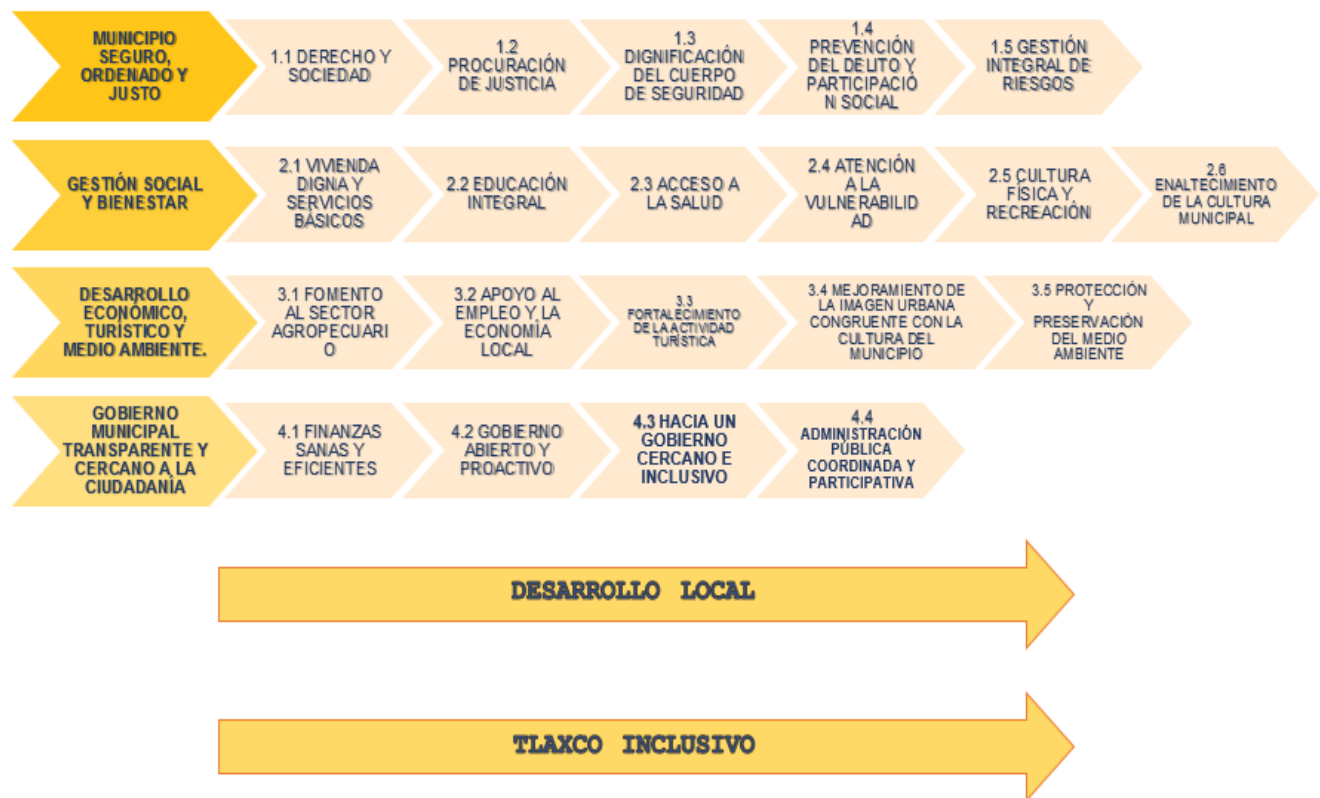 MUNICIPIO
SEGURO,
ORDENADO Y
JUSTO
1.1 DERECHO Y
SOCIEDAD
1.2
PROCURACIÓN
DE JUSTICIA
1.3
DIGNIFICACIÓN
DEL CUERPO
DE SEGURIDAD
1.4
PREVENCIÓN
DEL DEUTO Y
PARTICIPACIÓ
N SOCIAL
1.5 GESTIÓN
INTEGRAL DE
RIESGOS
GESTIÓN SOCIAL
Y BIENESTAR
2.1 VIVIENDA
DIGNA Y
SERVICIOS
BÁSICOS
2.2 EDUCACIÓN
INTEGRAL
2.3 ACCESO A
LA SALUD
2.4 ATENCIÓN
A LA
VULNERABILID
AD
2.5 CULTURA
FÍSICA Y
RECREACIÓN
2.6
ENALTECIMIENTO
DE LA CULTURA
MUNICIPAL
DESARROLLO
ECONÓMICO,
TURÍSTICO Y
MEDIO AMBIENTE.
3.1 FOMENTO
AL SECTOR
AGROPECUARI
O
3.2 APOYO AL
EMPLEO Y LA
ECONOMÍA
LOCAL
3.3
FORTALECIMIENTO
DE LA ACTIVIDAD
TURÍSTICA
3.4 MEJORAMIENTO DE
LA IMAGEN URBANA
CONGRUENTE CON LA
CULTURA DEL
MUNICIPIO
3.5 PROTECCIÓN
Y
PRESERVACIÓN
DEL MEDIO
AMBIENTE
GOBIERNO
MUNICIPAL
TRANSPARENTE Y
CERCANO A LA
CIUDADANÍA
4.1 FINANZAS
SANAS Y
EFICIENTES
4.2 GOBIERNO
ABIERTO Y
PROACTIVO
4.3 HACIA UN
GOBIERNO
CERCANO E
INCLUSIVO
4.4
ADMINISTRACIÓN
PÚBLICA
COORDINADA Y
PARTICIPATIVA
DESARROLLO LOCAL
TLAXCO INCLUSIVO